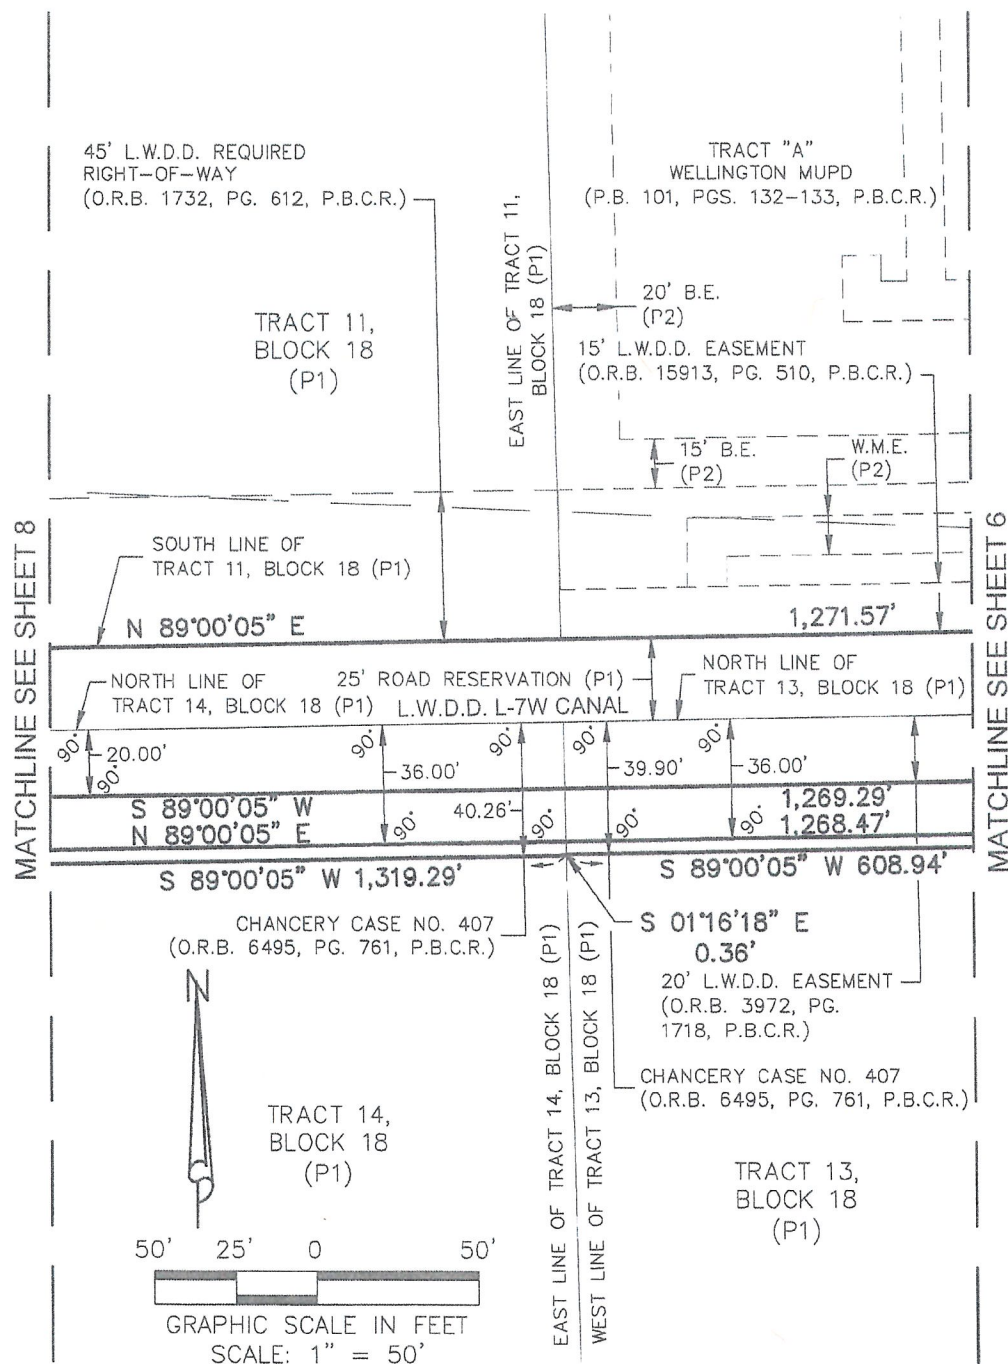 45' L.W.D.D. REQUIRED
RIGHT-OF-WAY
(O.R.B. 1732, PG. 612, P.B.C.R.)
TRACT "A"
WELLINGTON MUPD
(P.B. 101, PGS. 132-133, P.B.C.R.)
EAST LINE OF TRACT 11,
BLOCK 18 (P1)
20' B.E.
(P2)
TRACT 11,
BLOCK 18
(P1)
15' L.W.D.D. EASEMENT
(O.R.B. 15913, PG. 510, P.B.C.R.)
15' B.E.
(P2)
W.M.E.
(P2)
MATCHLINE SEE SHEET 8
MATCHLINE SEE SHEET 6
SOUTH LINE OF
TRACT 11, BLOCK 18 (P1)
N 89°00'05" E
1,271.57'
NORTH LINE OF
TRACT 14, BLOCK 18 (P1)
25' ROAD RESERVATION (P1)
L.W.D.D. L-7W CANAL
NORTH LINE OF
TRACT 13, BLOCK 18 (P1)
90°
90°
90°
90°
90°
20.00'
90°
36.00'
39.90'
36.00'
S 89°00'05" W
1,269.29'
40.26'
N 89°00'05" E
90°
90°
90°
90°
1,268.47'
S 89°00'05" W 1,319.29'
S 89°00'05" W 608.94'
CHANCERY CASE NO. 407
(O.R.B. 6495, PG. 761, P.B.C.R.)
S 01°16'18" E
0.36'
20' L.W.D.D. EASEMENT
(O.R.B. 3972, PG.
1718, P.B.C.R.)
CHANCERY CASE NO. 407
(O.R.B. 6495, PG. 761, P.B.C.R.)
EAST LINE OF TRACT 14, BLOCK 18 (P1)
WEST LINE OF TRACT 13, BLOCK 18 (P1)
N
TRACT 14,
BLOCK 18
(P1)
TRACT 13,
BLOCK 18
(P1)
50' 25' 0 50'
GRAPHIC SCALE IN FEET
SCALE: 1" = 50'